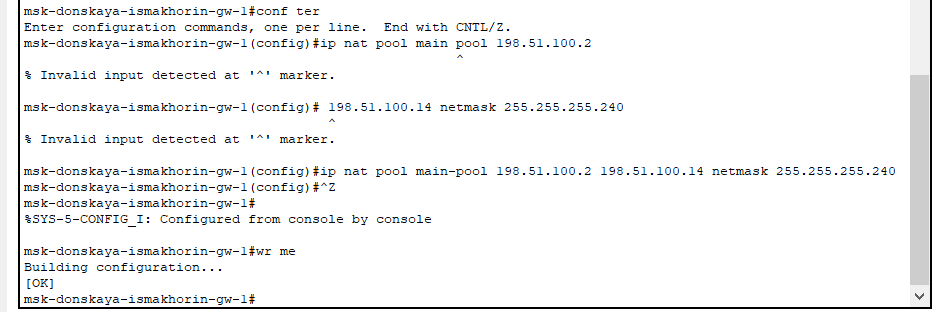 msk-donskaya-ismakhorin-gw-1#conf ter
Enter configuration commands, one per line.  End with CNTL/Z.
msk-donskaya-ismakhorin-gw-1(config)#ip nat pool main pool 198.51.100.2
^
% Invalid input detected at '^' marker.
msk-donskaya-ismakhorin-gw-1(config)# 198.51.100.14 netmask 255.255.255.240
^
% Invalid input detected at '^' marker.
msk-donskaya-ismakhorin-gw-1(config)#ip nat pool main-pool 198.51.100.2 198.51.100.14 netmask 255.255.255.240
msk-donskaya-ismakhorin-gw-1(config)#^Z
msk-donskaya-ismakhorin-gw-1#
%SYS-5-CONFIG_I: Configured from console by console
msk-donskaya-ismakhorin-gw-1#wr me
Building configuration...
[OK]
msk-donskaya-ismakhorin-gw-1#